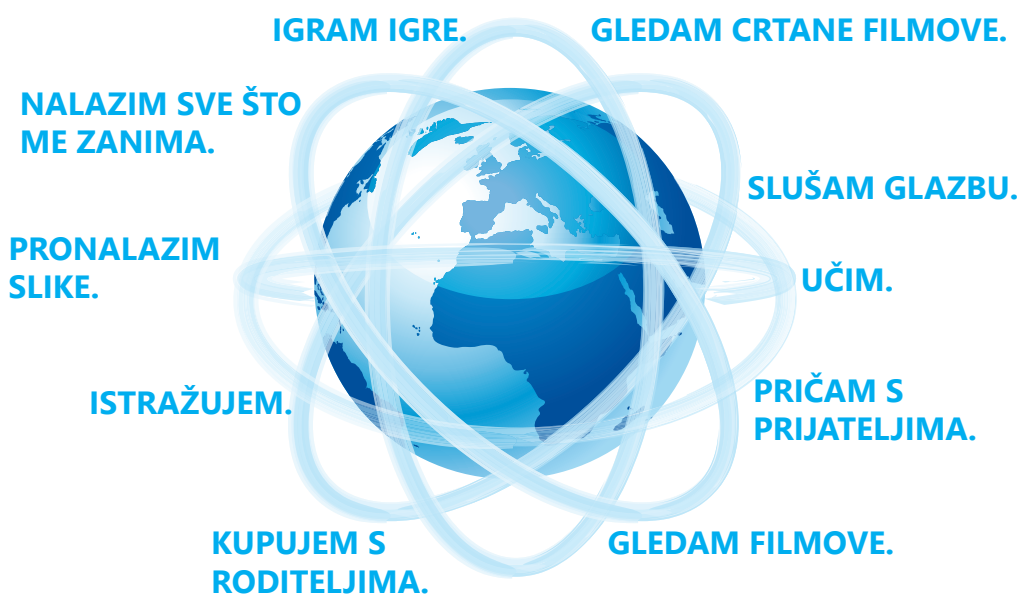 IGRAM IGRE.
GLEDAM CRTANE FILMOVE.
NALAZIM SVE ŠTO
ME ZANIMA.
SLUŠAM GLAZBU.
PRONALAZIM
SLIKE.
UČIM.
ISTRAŽUJEM.
PRIČAM S
PRIJATELJIMA.
KUPUJEM S
RODITELJIMA.
GLEDAM FILMOVE.